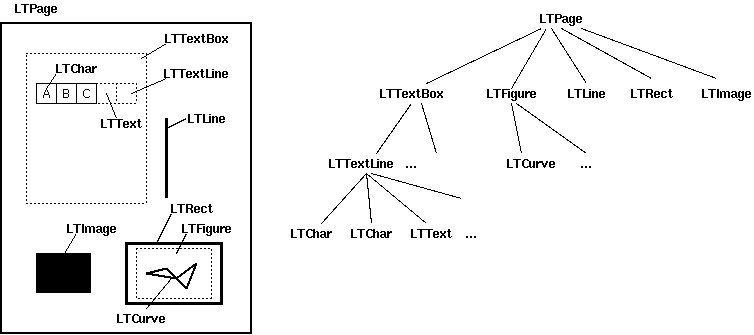 LTPage
LTTextBox
LTChar
LTTextLine
A B C
LTText
LTLine
LTRect
LTImage
LTFigure
LTCurve
LTPage
LTTextBox LTFigure LTLine LTRect LTImage
LTTextLine ... LTCurve ...
LTChar LTChar LTText ...